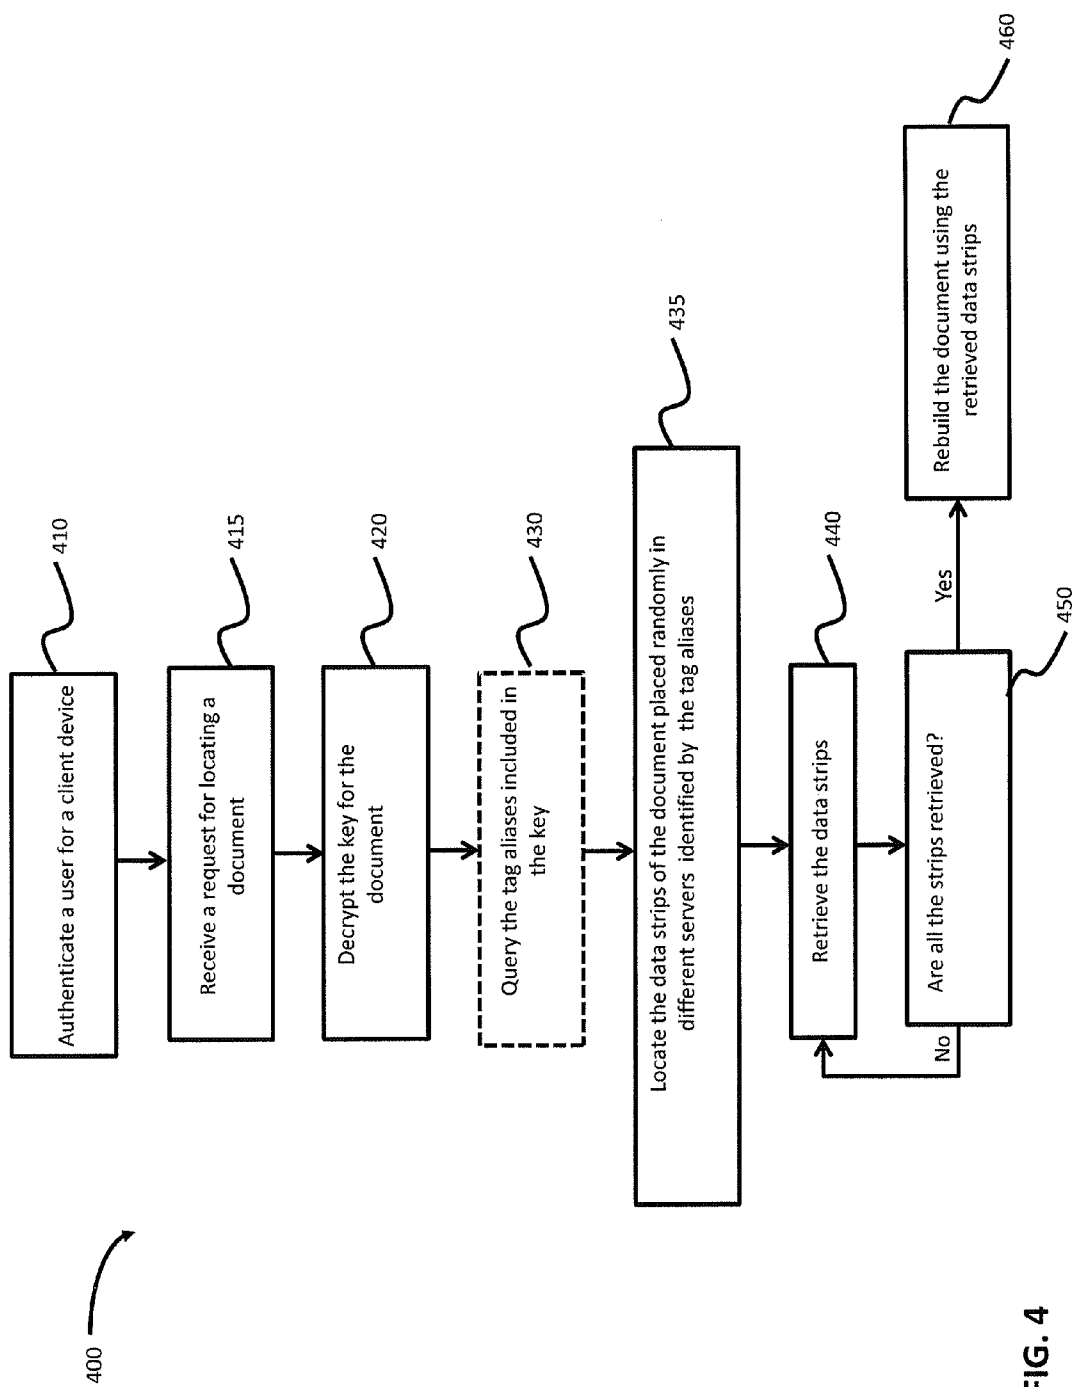 400
Authenticate a user for a client device
410
Receive a request for locating a
document
415
Decrypt the key for the
document
420
Query the tag aliases included in
the key
430
Locate the data strips of the document placed randomly in
different servers identified by the tag aliases
435
Retrieve the data strips
440
Are all the strips retrieved?
450
No
Yes
Rebuild the document using the
retrieved data strips
460
FIG. 4